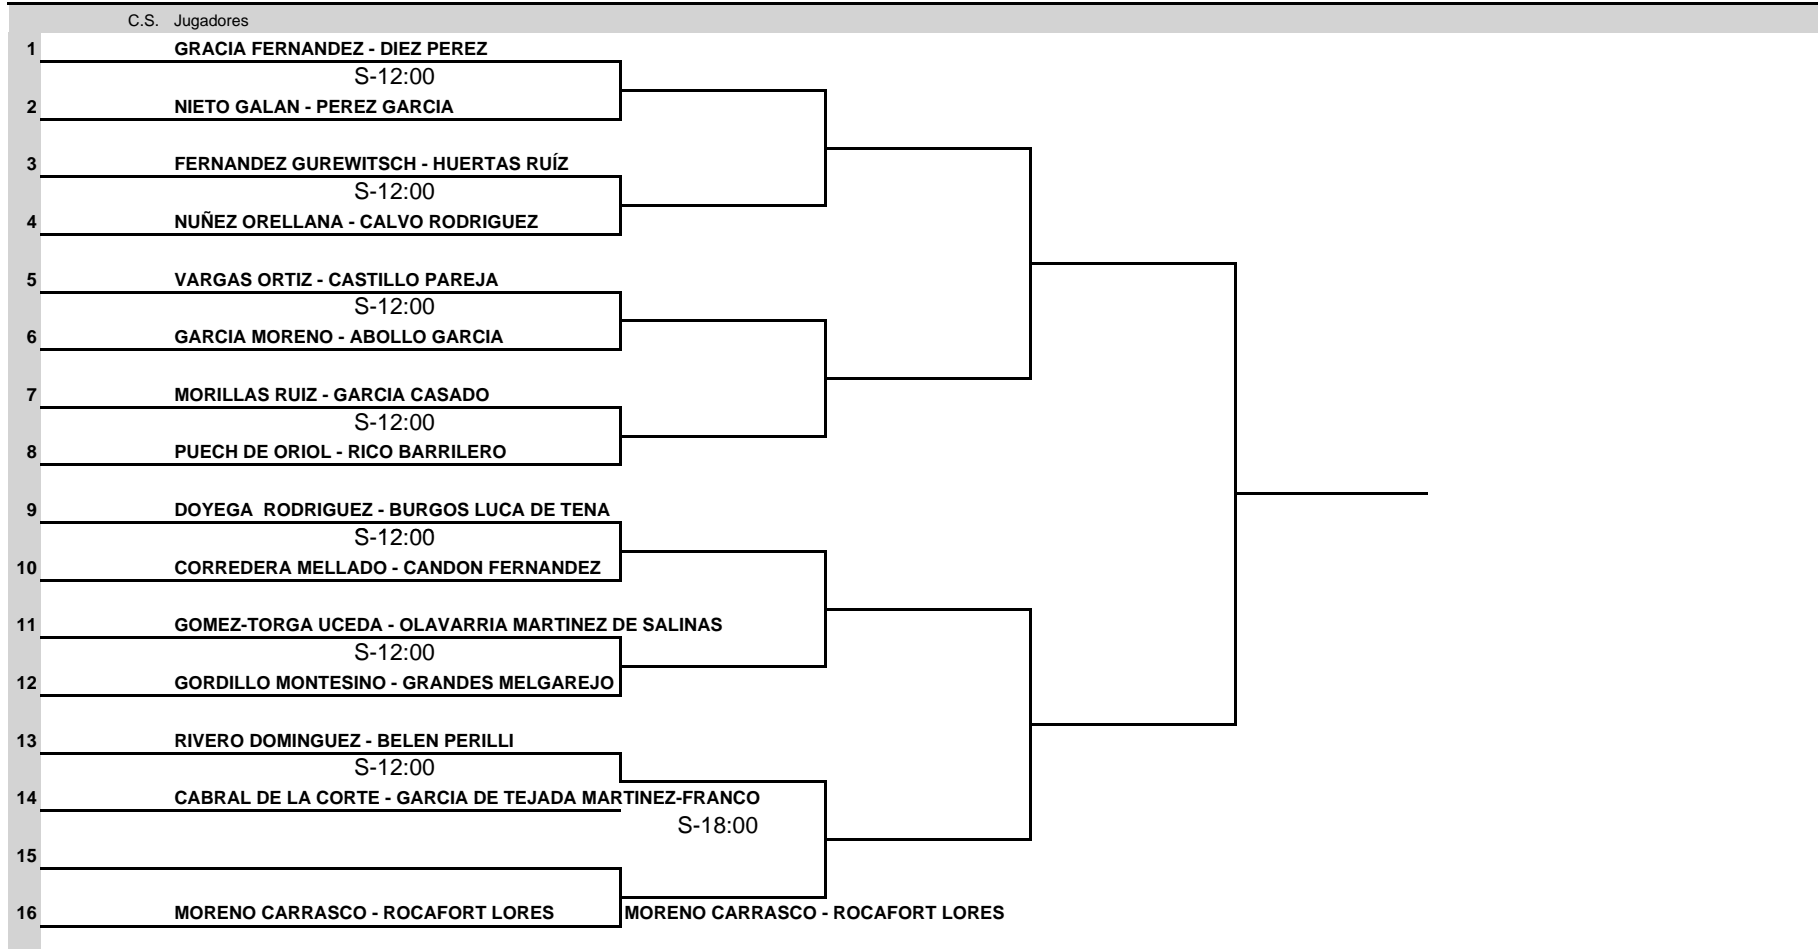 C.S. Jugadores
1 GRACIA FERNANDEZ - DIEZ PEREZ
S-12:00
2 NIETO GALAN - PEREZ GARCIA
3 FERNANDEZ GUREWITSCH - HUERTAS RUÍZ
S-12:00
4 NUÑEZ ORELLANA - CALVO RODRIGUEZ
5 VARGAS ORTIZ - CASTILLO PAREJA
S-12:00
6 GARCIA MORENO - ABOLLO GARCIA
7 MORILLAS RUIZ - GARCIA CASADO
S-12:00
8 PUECH DE ORIOL - RICO BARRILERO
9 DOYEGA  RODRIGUEZ - BURGOS LUCA DE TENA
S-12:00
10 CORREDERA MELLADO - CANDON FERNANDEZ
11 GOMEZ-TORGA UCEDA - OLAVARRIA MARTINEZ DE SALINAS
S-12:00
12 GORDILLO MONTESINO - GRANDES MELGAREJO
13 RIVERO DOMINGUEZ - BELEN PERILLI
S-12:00
14 CABRAL DE LA CORTE - GARCIA DE TEJADA MARTINEZ-FRANCO
S-18:00
15
16 MORENO CARRASCO - ROCAFORT LORES MORENO CARRASCO - ROCAFORT LORES